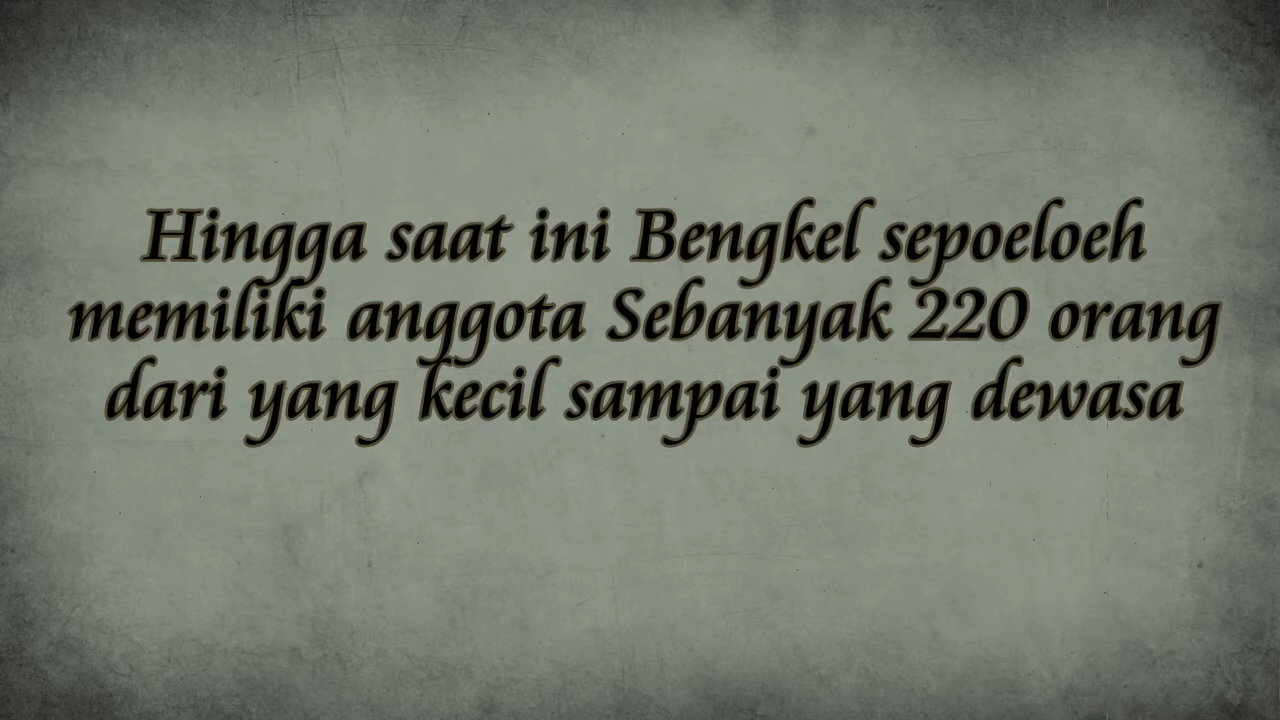 Hingga saat ini Bengkel sepoeloeh
memiliki anggota Sebanyak 220 orang
dari yang kecil sampai yang dewasa